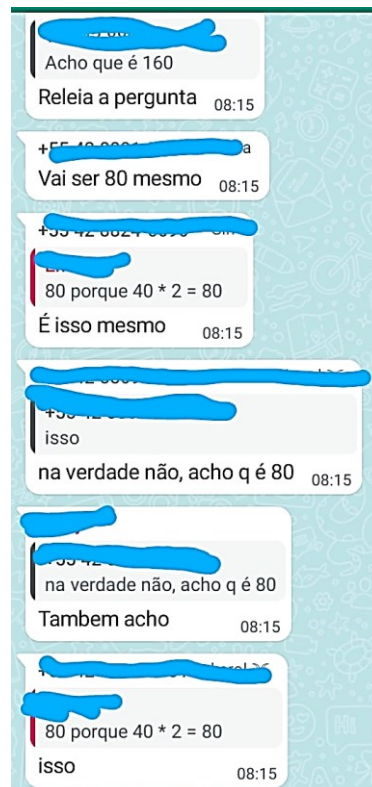 Acho que é 160
Releia a pergunta 08:15
Vai ser 80 mesmo 08:15
80 porque 40 * 2 = 80
É isso mesmo 08:15
isso
na verdade não, acho q é 80 08:15
na verdade não, acho q é 80
Tambem acho 08:15
80 porque 40 * 2 = 80
isso 08:15